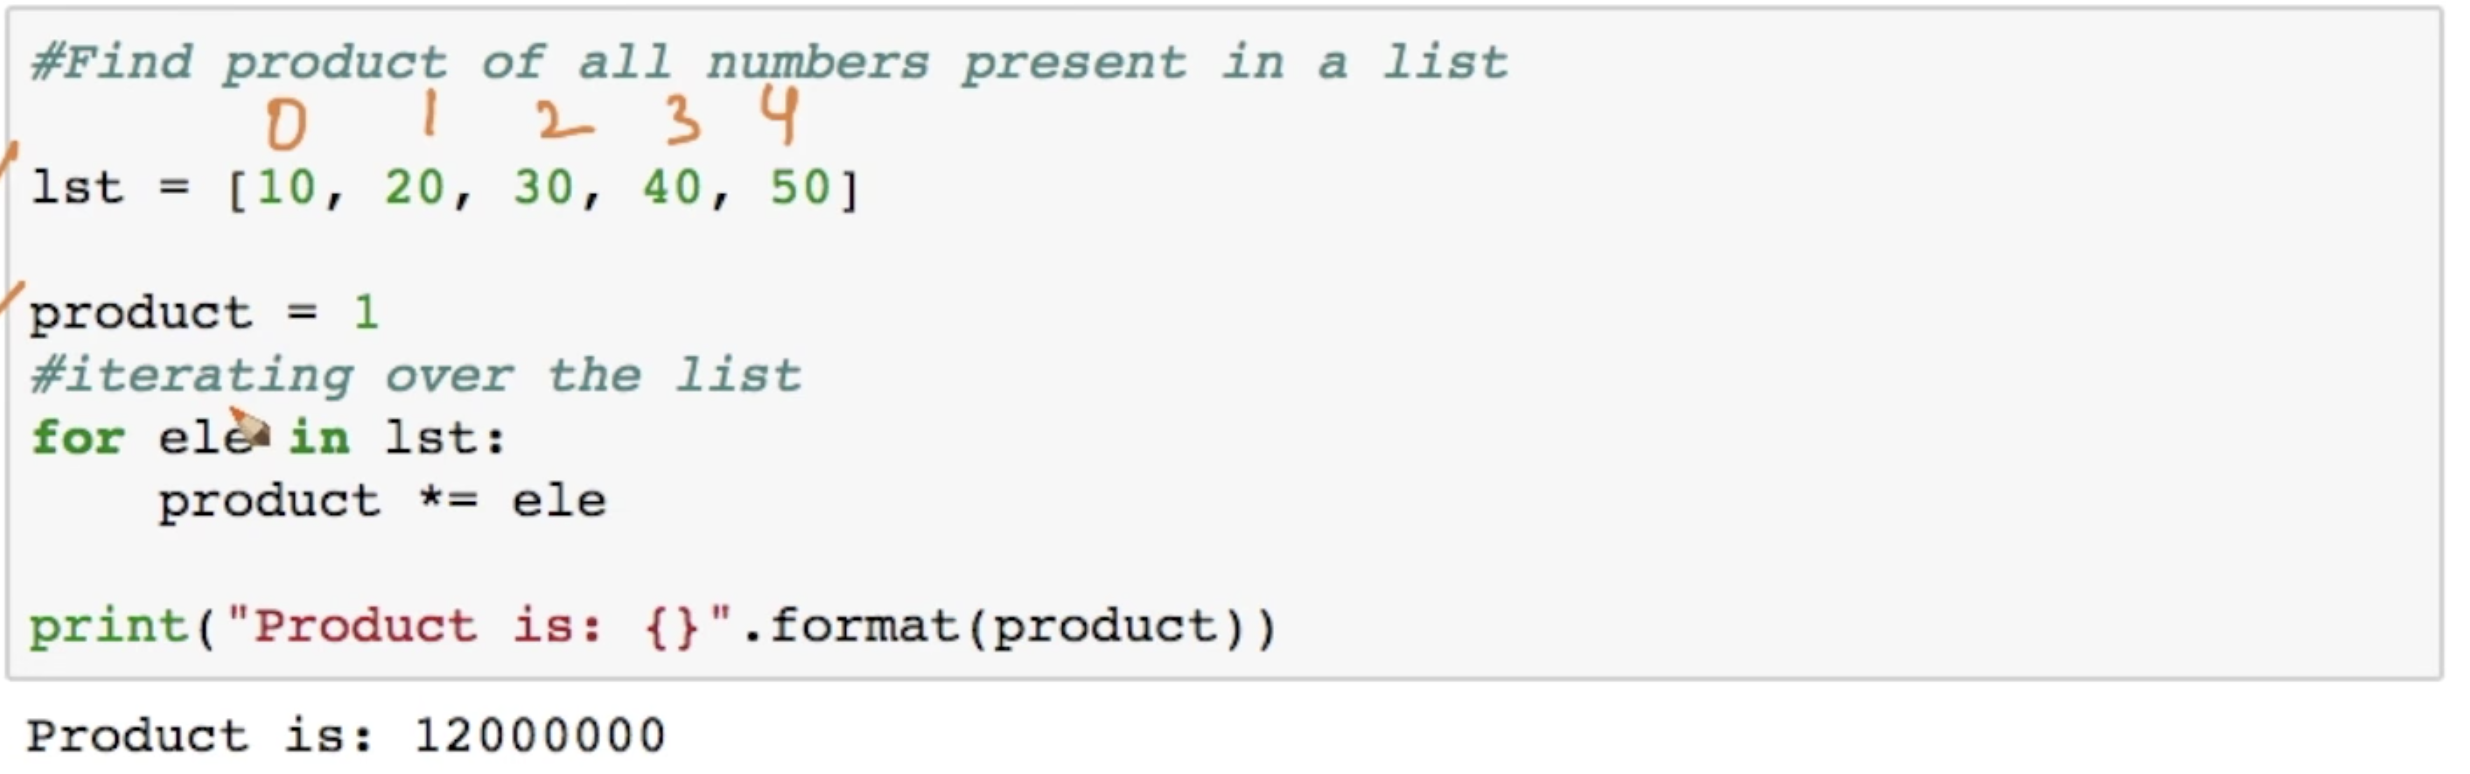 #Find product of all numbers present in a list
0 1 2 3 4
lst = [10, 20, 30, 40, 50]
product = 1
#iterating over the list
for ele in lst:
    product *= ele
print("Product is: {}".format(product))
Product is: 12000000